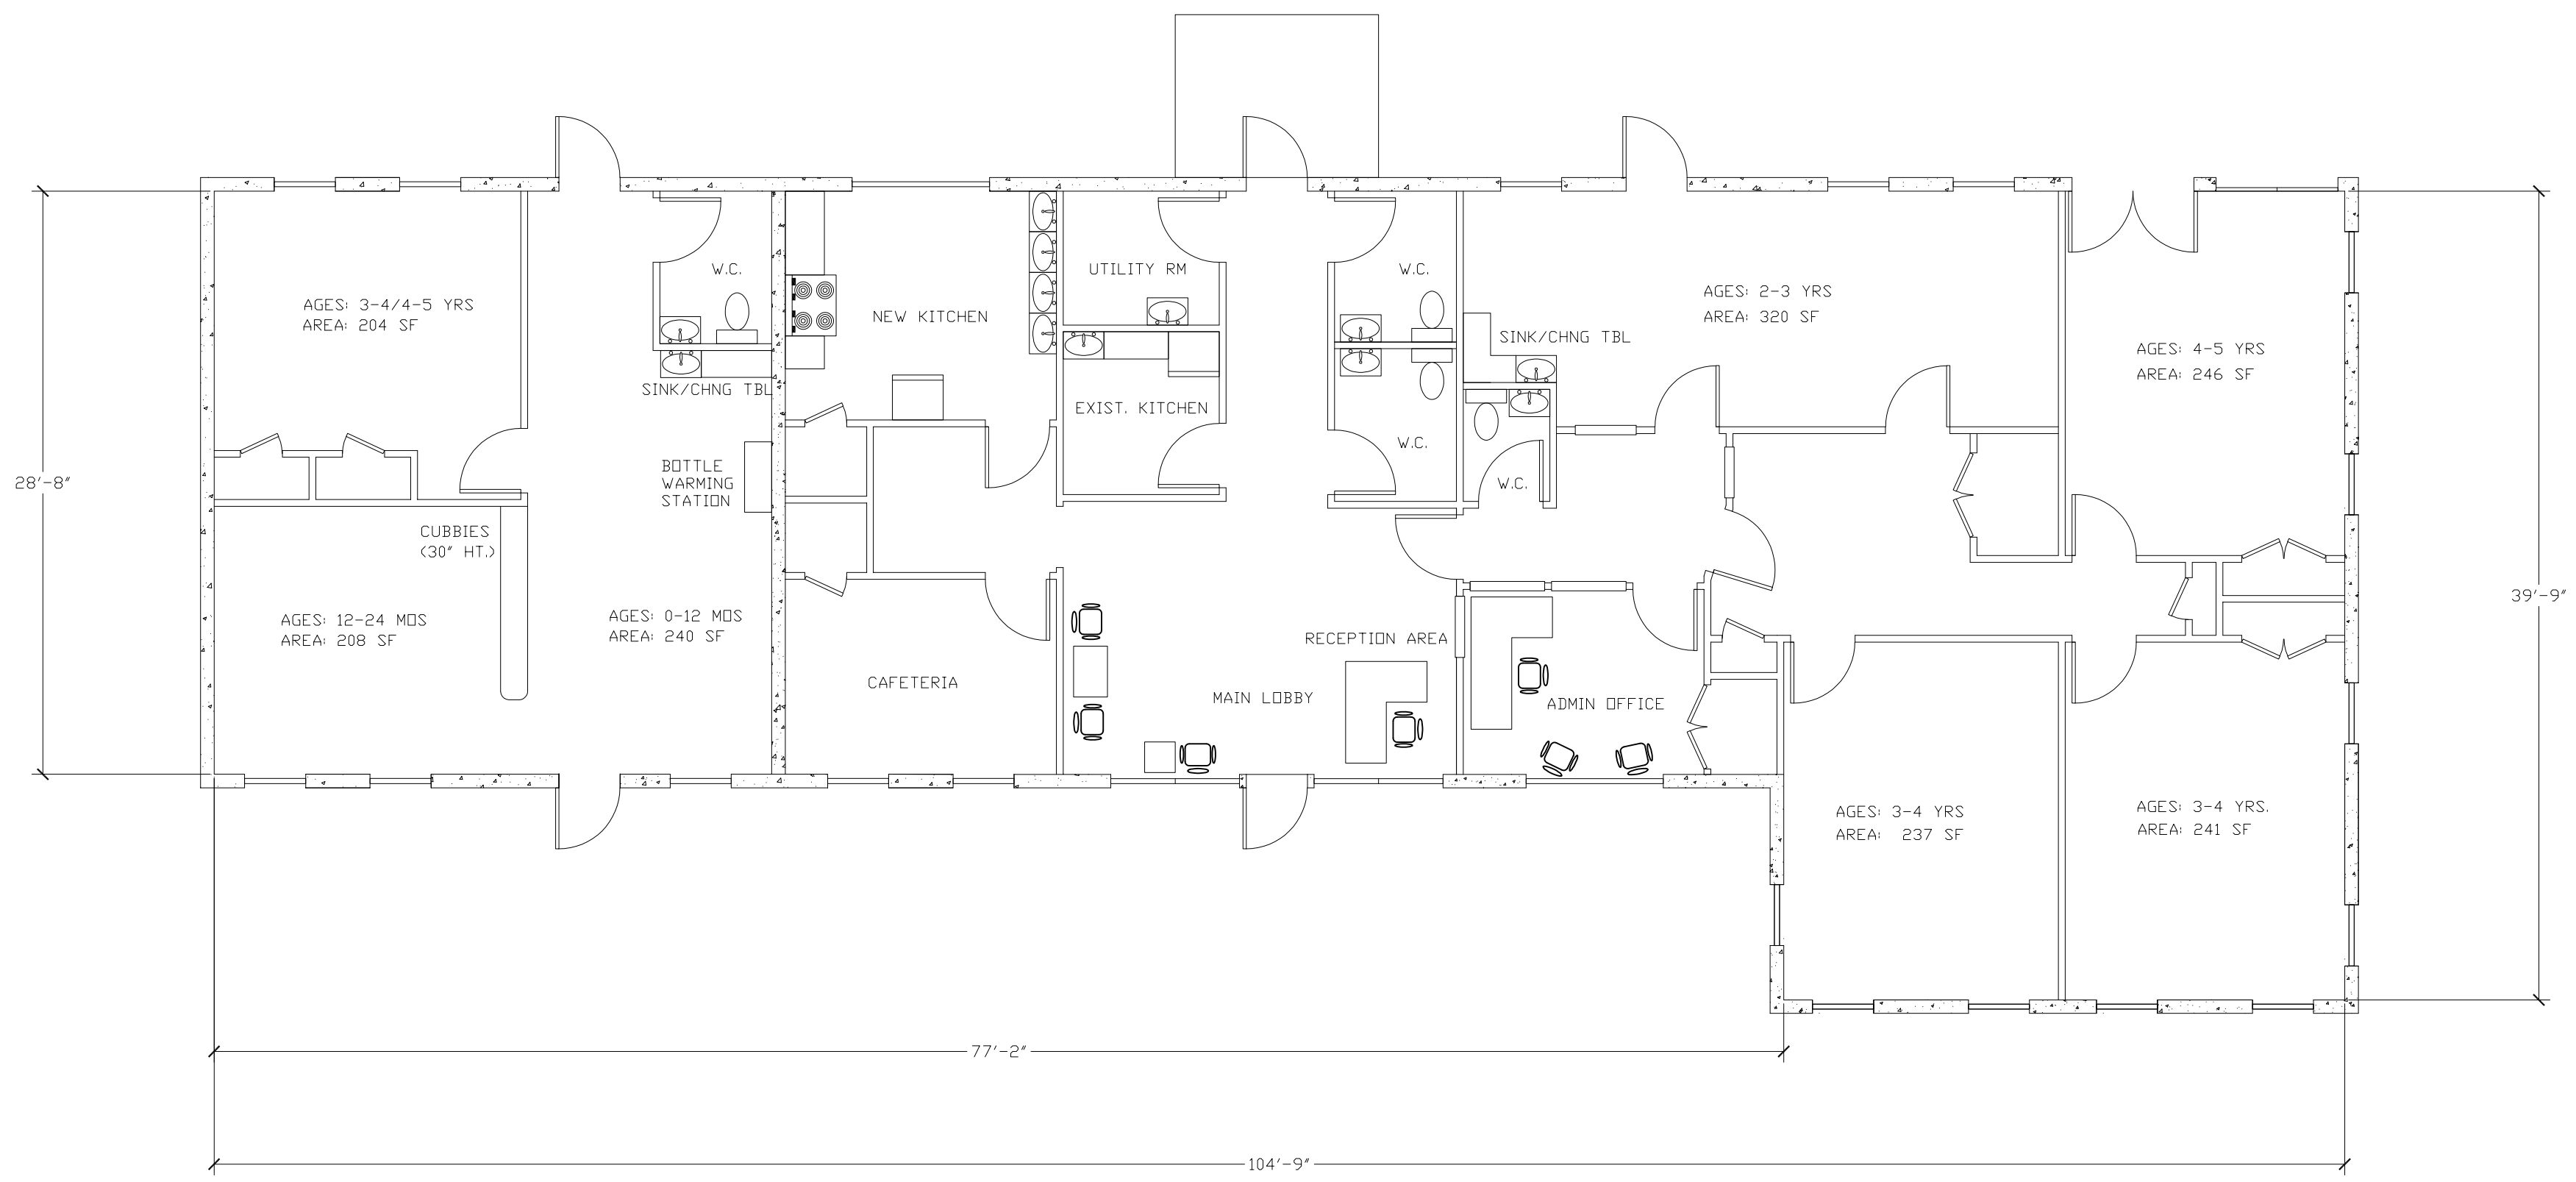 W.C.
UTILITY RM
W.C.
AGES: 2-3 YRS
AREA: 320 SF
AGES: 3-4/4-5 YRS
AREA: 204 SF
NEW KITCHEN
SINK/CHNG TBL
AGES: 4-5 YRS
AREA: 246 SF
SINK/CHNG TBL
EXIST. KITCHEN
W.C.
BOTTLE
WARMING
STATION
28'-8"
W.C.
CUBBIES
(30" HT.)
39'-9"
AGES: 12-24 MOS
AREA: 208 SF
AGES: 0-12 MOS
AREA: 240 SF
RECEPTION AREA
CAFETERIA
MAIN LOBBY
ADMIN OFFICE
AGES: 3-4 YRS
AREA: 237 SF
AGES: 3-4 YRS.
AREA: 241 SF
77'-2"
104'-9"